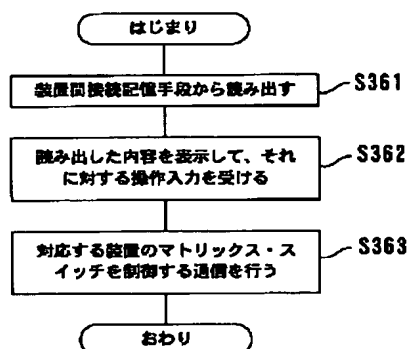 はじまり
装置間接続記憶手段から読み出す
S361
読み出した内容を表示して、それ
に対する操作入力を受ける
S362
対応する装置のマトリックス・ス
イッチを制御する通信を行う
S363
おわり